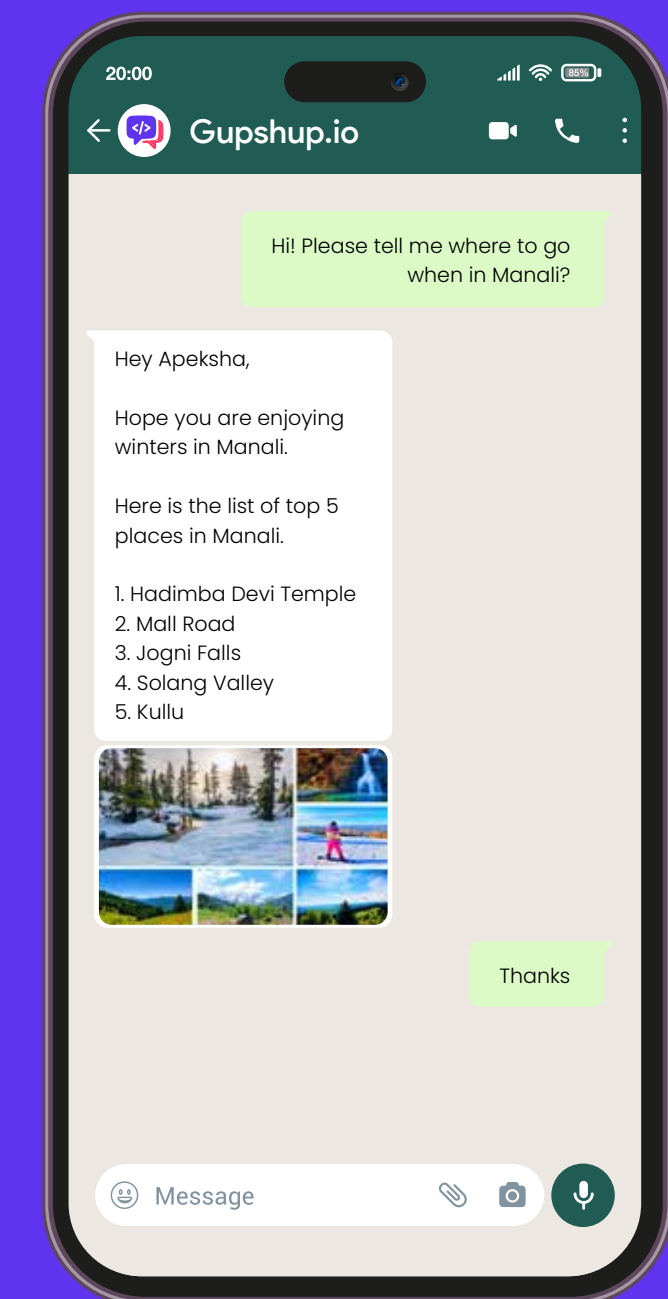 20:00
85%
</>
Gupshup.io
Hi! Please tell me where to go
when in Manali?
Hey Apeksha,
Hope you are enjoying
winters in Manali.
Here is the list of top 5
places in Manali.
1. Hadimba Devi Temple
2. Mall Road
3. Jogni Falls
4. Solang Valley
5. Kullu
Thanks
Message